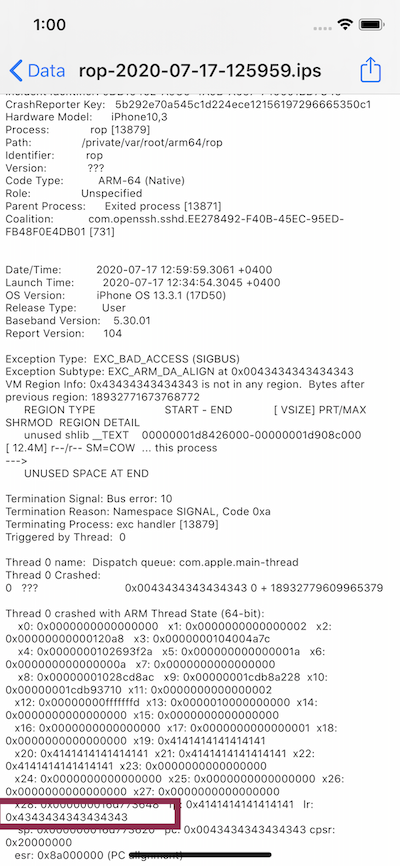 1:00
Data
rop-2020-07-17-125959.ips
CrashReporter Key: 5b292e70a545c1d224ece12156197296665350c1
Hardware Model: iPhone10,3
Process: rop [13879]
Path: /private/var/root/arm64/rop
Identifier: rop
Version: ???
Code Type: ARM-64 (Native)
Role: Unspecified
Parent Process: Exited process [13871]
Coalition: com.openssh.sshd.EE278492-F40B-45EC-95ED-
FB48F0E4DB01 [731]
Date/Time: 2020-07-17 12:59:59.3061 +0400
Launch Time: 2020-07-17 12:34:54.3045 +0400
OS Version: iPhone OS 13.3.1 (17D50)
Release Type: User
Baseband Version: 5.30.01
Report Version: 104
Exception Type: EXC_BAD_ACCESS (SIGBUS)
Exception Subtype: EXC_ARM_DA_ALIGN at 0x0043434343434343
VM Region Info: 0x43434343434343 is not in any region. Bytes after
previous region: 18932771673768772
REGION TYPE START - END [ VSIZE] PRT/MAX
SHRMOD REGION DETAIL
unused shlib __TEXT 00000001d8426000-00000001d908c000
[ 12.4M] r--/r-- SM=COW ... this process
--->
UNUSED SPACE AT END
Termination Signal: Bus error: 10
Termination Reason: Namespace SIGNAL, Code 0xa
Terminating Process: exc handler [13879]
Triggered by Thread: 0
Thread 0 name: Dispatch queue: com.apple.main-thread
Thread 0 Crashed:
0 ??? 0x0043434343434343 0 + 18932779609965379
Thread 0 crashed with ARM Thread State (64-bit):
x0: 0x0000000000000000 x1: 0x0000000000000002 x2:
0x00000000000120a8 x3: 0x0000000104004a7c
x4: 0x0000000102693f2a x5: 0x000000000000001a x6:
0x000000000000000a x7: 0x0000000000000000
x8: 0x00000001028cd8ac x9: 0x00000001cdb8a228 x10:
0x00000001cdb93710 x11: 0x0000000000000002
x12: 0x00000000fffffffd x13: 0x0000010000000000 x14:
0x0000000000000000 x15: 0x0000000000000000
x16: 0x0000000000000000 x17: 0x0000000000000001 x18:
0x0000000000000000 x19: 0x4141414141414141
x20: 0x4141414141414141 x21: 0x4141414141414141 x22:
0x4141414141414141 x23: 0x0000000000000000
x24: 0x0000000000000000 x25: 0x0000000000000000 x26:
0x0000000000000000 x27: 0x0000000000000000
x28: 0x000000016d773648 0x4141414141414141 lr:
0x4343434343434343
sp: 0x000000016d773620 pc: 0x0043434343434343 cpsr:
0x20000000
esr: 0x8a000000 (PC alignment)